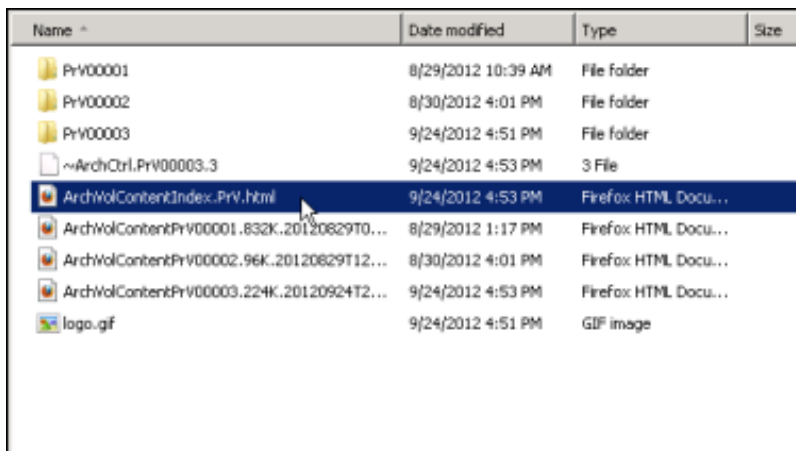 Name Date modified Type Size
PrV00001 8/29/2012 10:39 AM File folder
PrV00002 8/30/2012 4:01 PM File folder
PrV00003 9/24/2012 4:51 PM File folder
~ArchCtrl.PrV00003.3 9/24/2012 4:53 PM 3 File
ArchVolContentIndex.PrV.html 9/24/2012 4:53 PM Firefox HTML Docu...
ArchVolContentPrV00001.832K.20120829T0... 8/29/2012 1:17 PM Firefox HTML Docu...
ArchVolContentPrV00002.96K.20120829T12... 8/30/2012 4:01 PM Firefox HTML Docu...
ArchVolContentPrV00003.224K.20120924T2... 9/24/2012 4:53 PM Firefox HTML Docu...
logo.gif 9/24/2012 4:51 PM GIF image